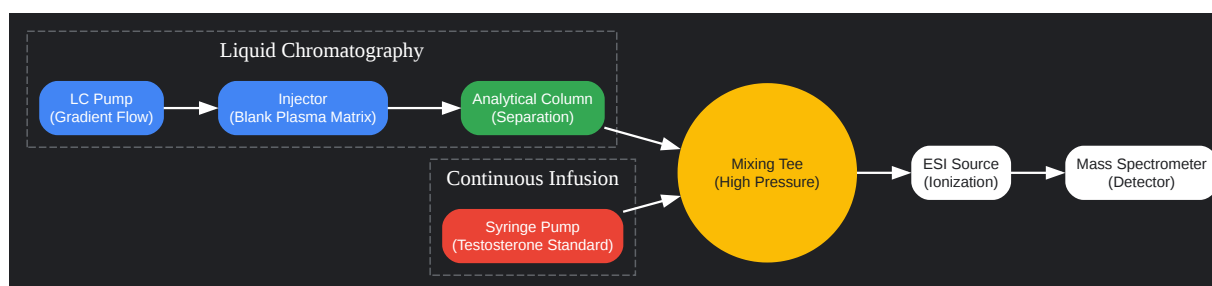 Liquid Chromatography
LC Pump
(Gradient Flow)
Injector
(Blank Plasma Matrix)
Analytical Column
(Separation)
Continuous Infusion
Syringe Pump
(Testosterone Standard)
Mixing Tee
(High Pressure)
ESI Source
(Ionization)
Mass Spectrometer
(Detector)